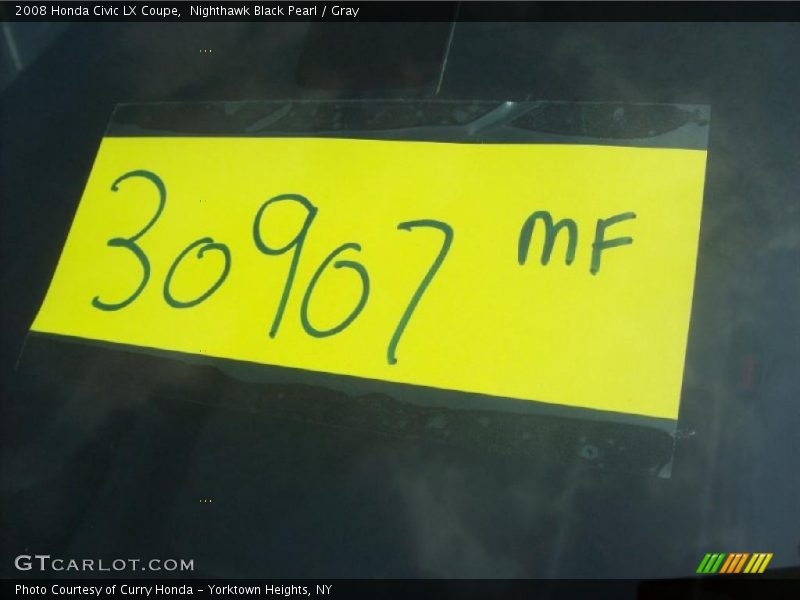 2008 Honda Civic LX Coupe, Nighthawk Black Pearl / Gray
30907 MF
GTCARLOT.COM
Photo Courtesy of Curry Honda - Yorktown Heights, NY